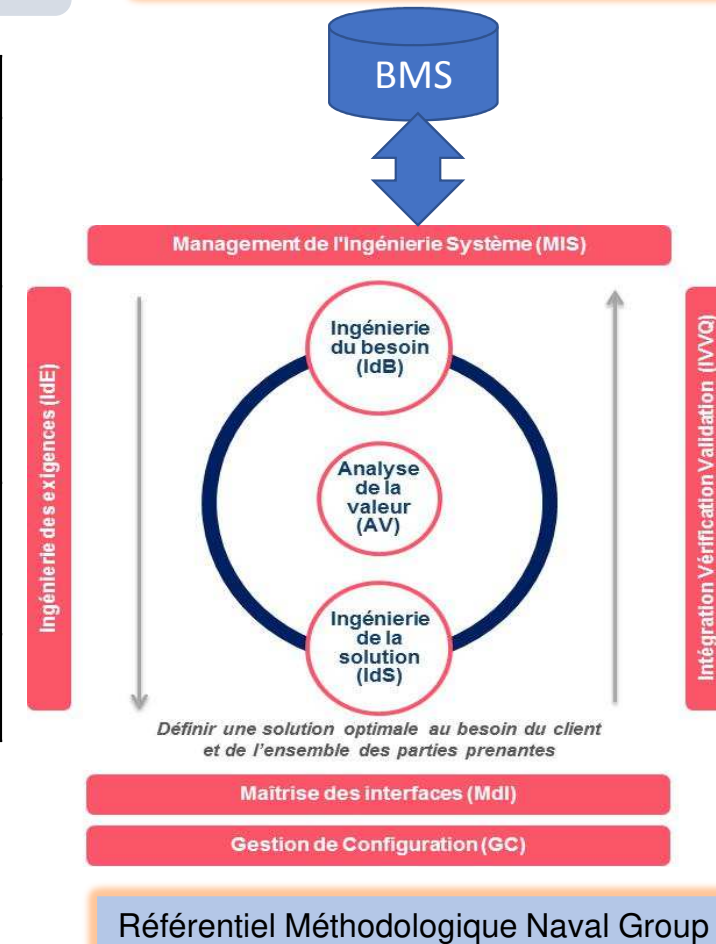 BMS
Management de l'Ingénierie Système (MIS)
Ingénierie des exigences (IdE)
Ingénierie
du besoin
(IdB)
Analyse
de la
valeur
(AV)
Ingénierie
de la
solution
(IdS)
Intégration Vérification Validation (IVVQ)
Définir une solution optimale au besoin du client
et de l'ensemble des parties prenantes
Maîtrise des interfaces (MdI)
Gestion de Configuration (GC)
Référentiel Méthodologique Naval Group